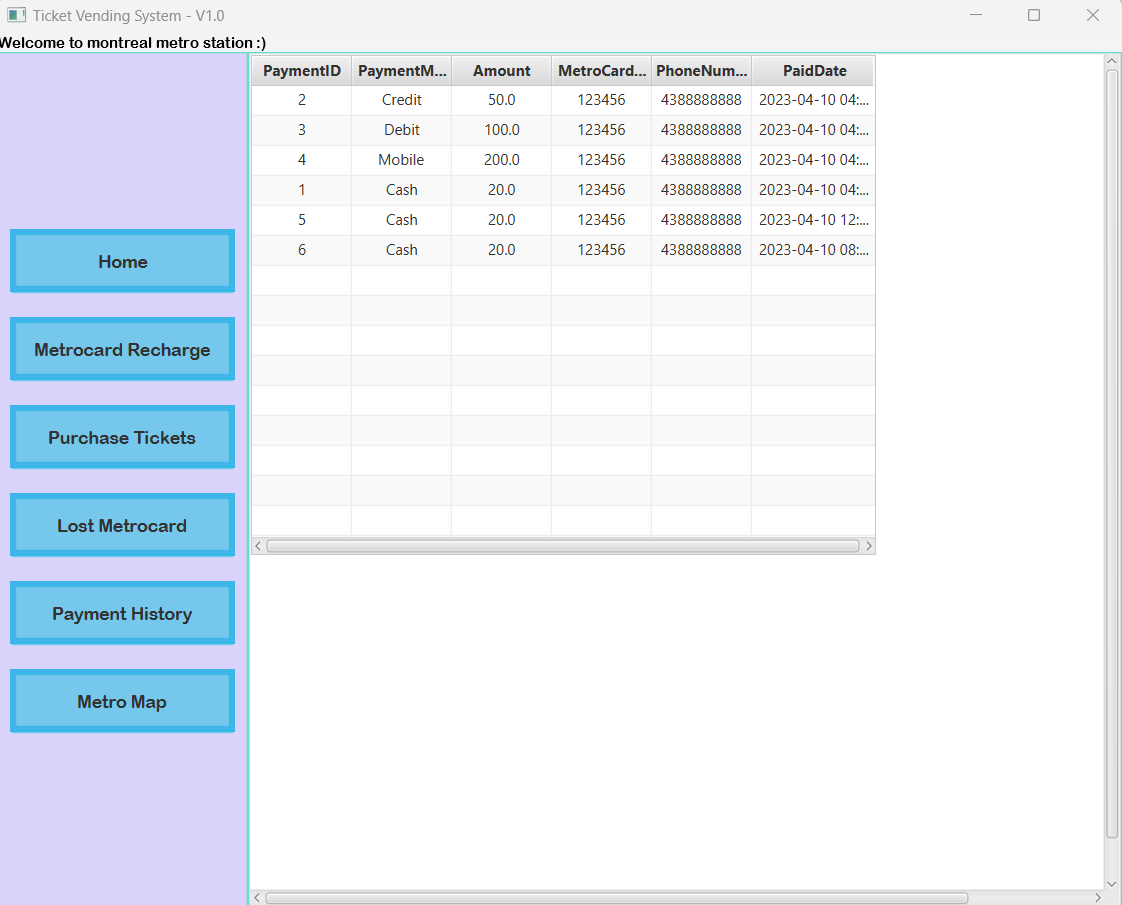 Ticket Vending System - V1.0
Welcome to montreal metro station :)
Home
Metrocard Recharge
Purchase Tickets
Lost Metrocard
Payment History
Metro Map
PaymentID PaymentM... Amount MetroCard... PhoneNum... PaidDate
2 Credit 50.0 123456 4388888888 2023-04-10 04:...
3 Debit 100.0 123456 4388888888 2023-04-10 04:...
4 Mobile 200.0 123456 4388888888 2023-04-10 04:...
1 Cash 20.0 123456 4388888888 2023-04-10 04:...
5 Cash 20.0 123456 4388888888 2023-04-10 12:...
6 Cash 20.0 123456 4388888888 2023-04-10 08:...